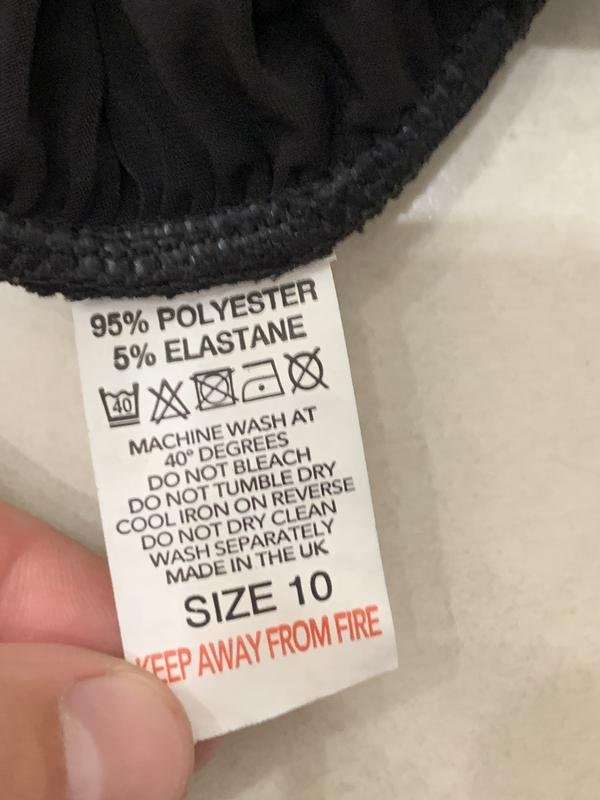 95% POLYESTER
5% ELASTANE
40
MACHINE WASH AT
40° DEGREES
DO NOT BLEACH
DO NOT TUMBLE DRY
COOL IRON ON REVERSE
DO NOT DRY CLEAN
WASH SEPARATELY
MADE IN THE UK
SIZE 10
KEEP AWAY FROM FIRE